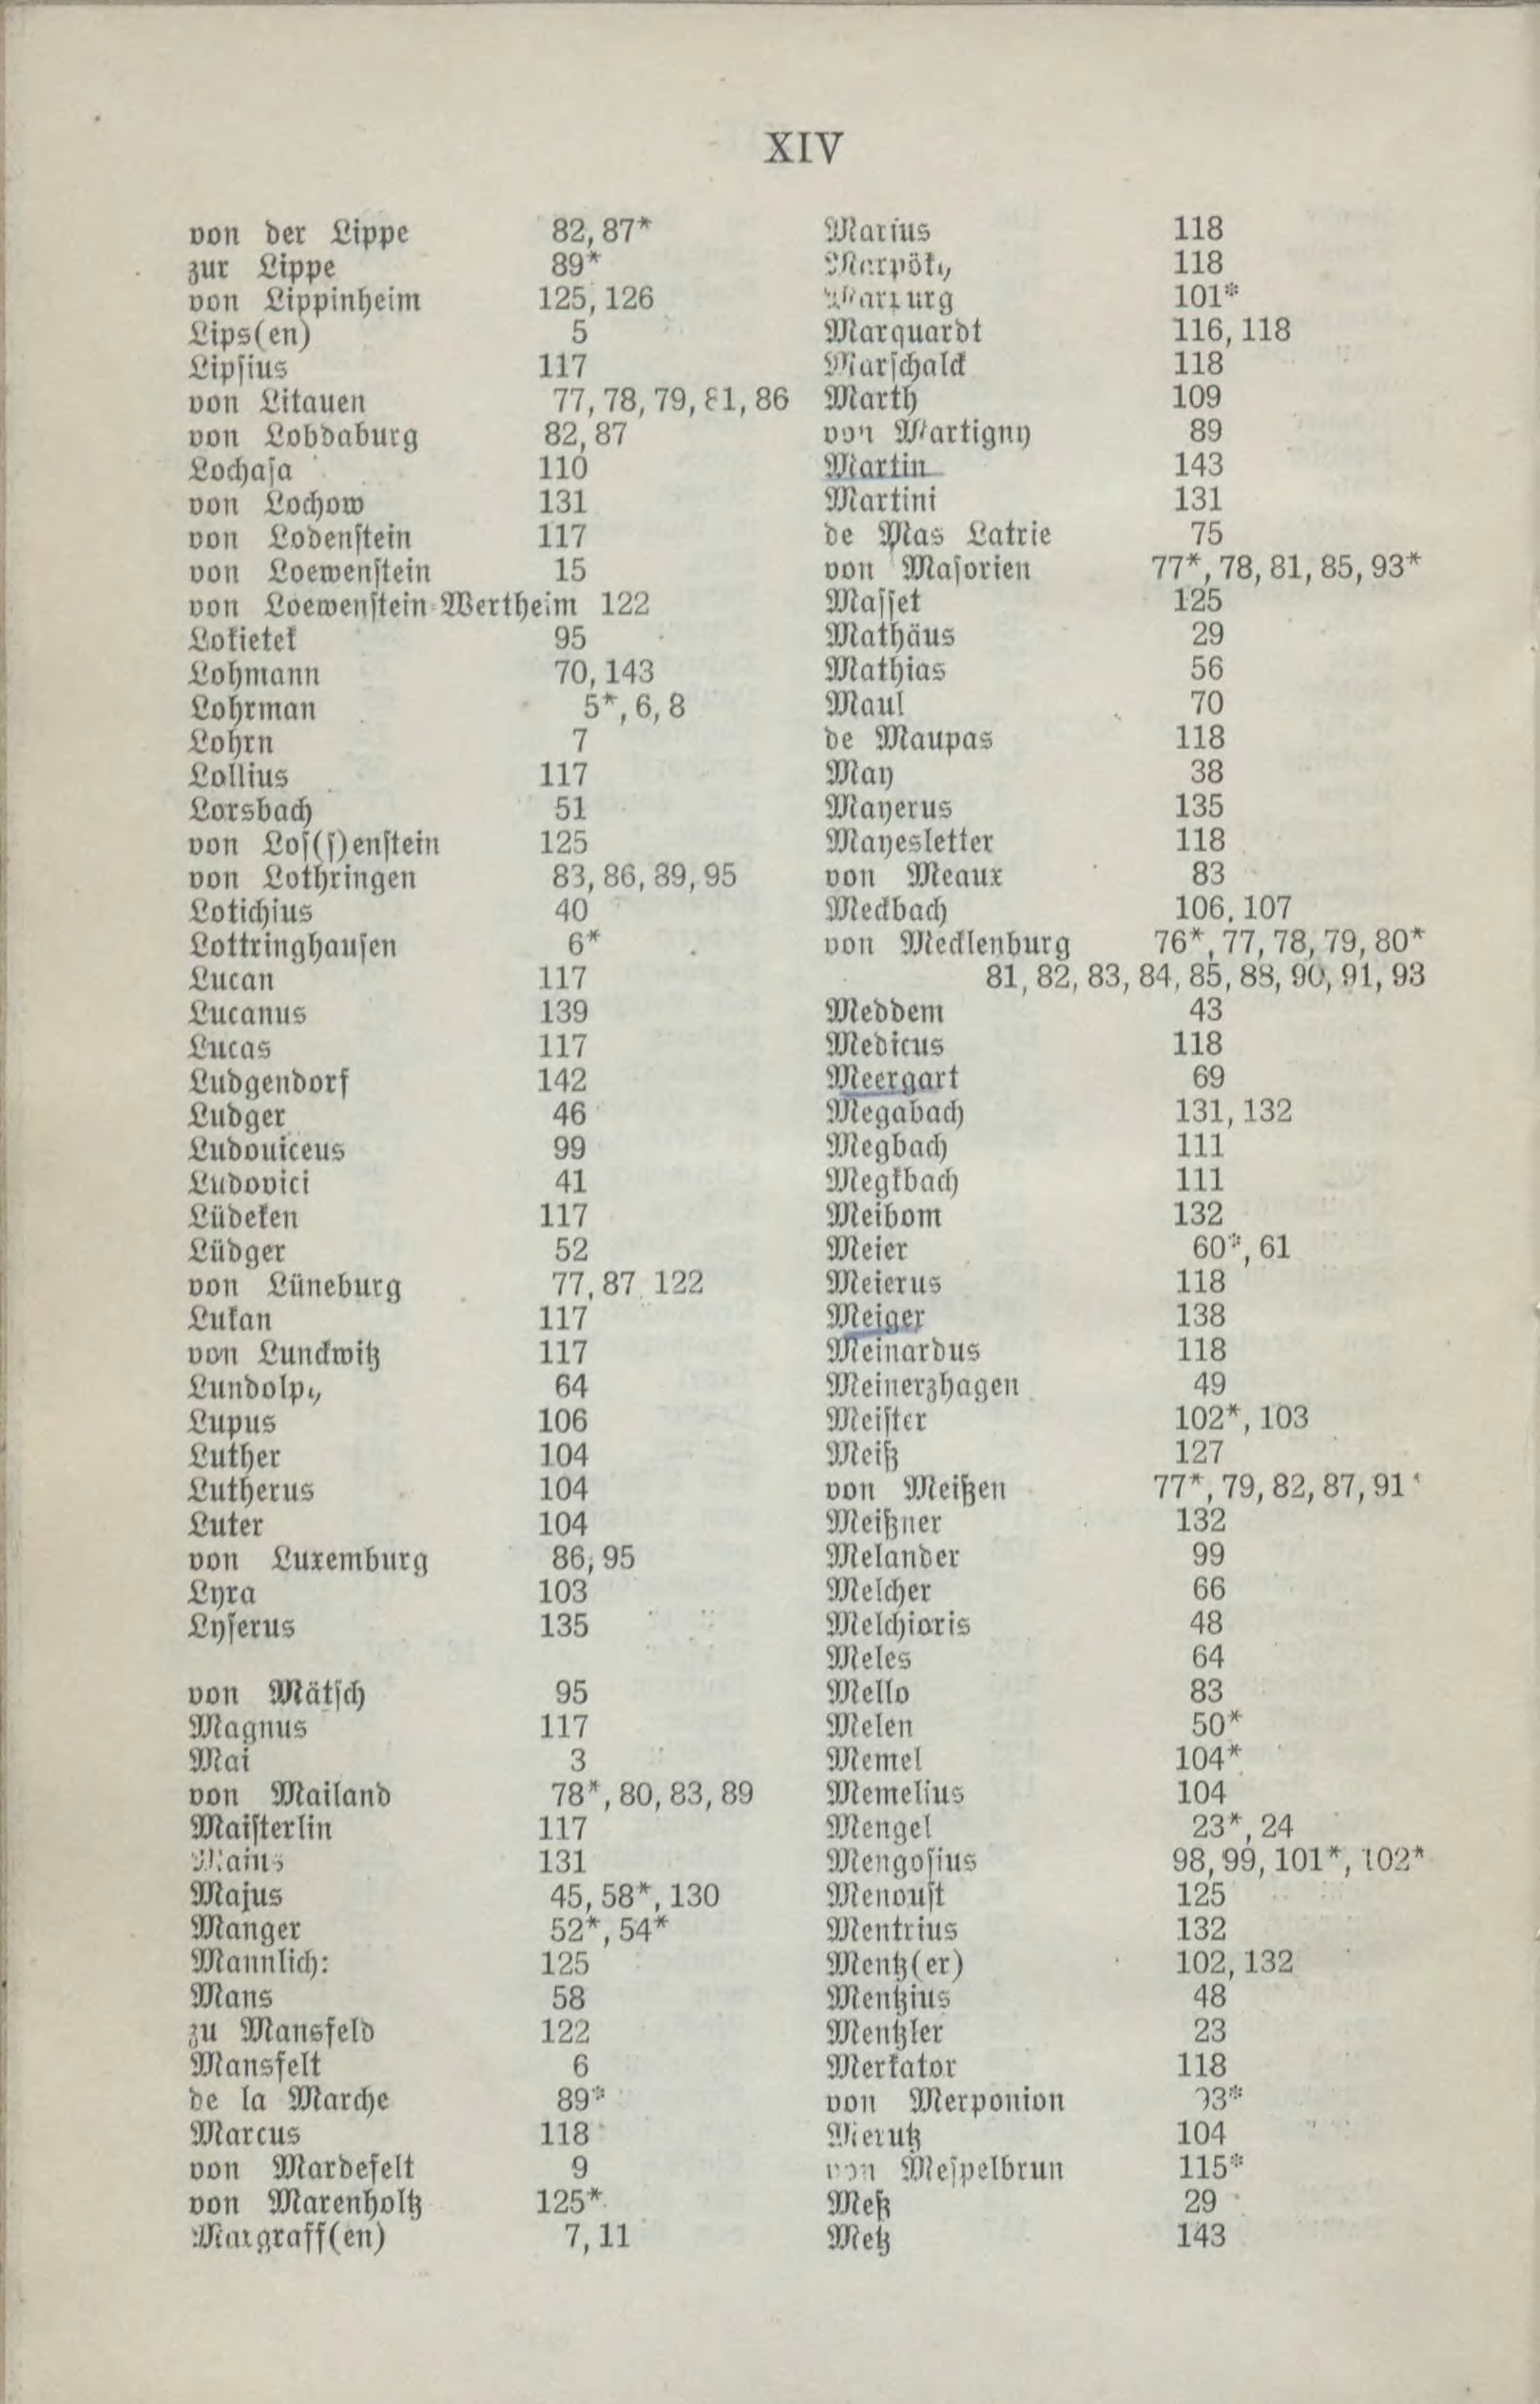 XIV
von der Lippe 82, 87*
zur Lippe 89*
von Lippinheim 125, 126
Lips(en) 5
Lipsius 117
von Litauen 77, 78, 79, 81, 86
von Lobdaburg 82, 87
Lochasa 110
von Lochow 131
von Lodenstein 117
von Loewenstein 15
von Loewenstein-Wertheim 122
Lokietek 95
Lohmann 70, 143
Lohrman 5*, 6, 8
Lohrn 7
Lollius 117
Lorsbach 51
von Los(s)enstein 125
von Lothringen 83, 86, 89, 95
Lotichius 40
Lottringhausen 6*
Lucan 117
Lucanus 139
Lucas 117
Ludgendorf 142
Ludger 46
Ludouiceus 99
Ludovici 41
Lüdeken 117
Lüdger 52
von Lüneburg 77, 87 122
Lukan 117
von Lunckwitz 117
Lundolph 64
Lupus 106
Luther 104
Lutherus 104
Luter 104
von Luxemburg 86, 95
Lyra 103
Lyserus 135
von Mätsch 95
Magnus 117
Mai 3
von Mailand 78*, 80, 83, 89
Maisterlin 117
Maius 131
Majus 45, 58*, 130
Manger 52*, 54*
Mannlich: 125
Mans 58
zu Mansfeld 122
Mansfelt 6
de la Marche 89*
Marcus 118
von Mardefelt 9
von Marenholtz 125*
Margraff(en) 7, 11
Marius 118
Marpöky 118
101*
Marquardt 116, 118
Marschalck 118
Marth 109
von Martigny 89
Martin 143
Martini 131
de Mas Latrie 75
von Masorien 77*, 78, 81, 85, 93*
Masset 125
Mathäus 29
Mathias 56
Maul 70
de Maupas 118
May 38
Mayerus 135
Mayesletter 118
von Meaux 83
Meckbach 106, 107
von Mecklenburg 76*, 77, 78, 79, 80*
81, 82, 83, 84, 85, 88, 90, 91, 93
Meddem 43
Medicus 118
Meergart 69
Megabach 131, 132
Megbach 111
Megkbach 111
Meibom 132
Meier 60*, 61
Meierus 118
Meiger 138
Meinardus 118
Meinerzhagen 49
Meister 102*, 103
Meiß 127
von Meißen 77*, 79, 82, 87, 91*
Meißner 132
Melander 99
Melcher 66
Melchioris 48
Meles 64
Mello 83
Melen 50*
Memel 104*
Memelius 104
Mengel 23*, 24
Mengosius 98, 99, 101*, 102*
Menoust 125
Mentrius 132
Mentz(er) 102, 132
Mentzius 48
Mentzler 23
Merkator 118
von Merponion 93*
Merutz 104
von Mespelbrun 115*
Meß 29
Metz 143